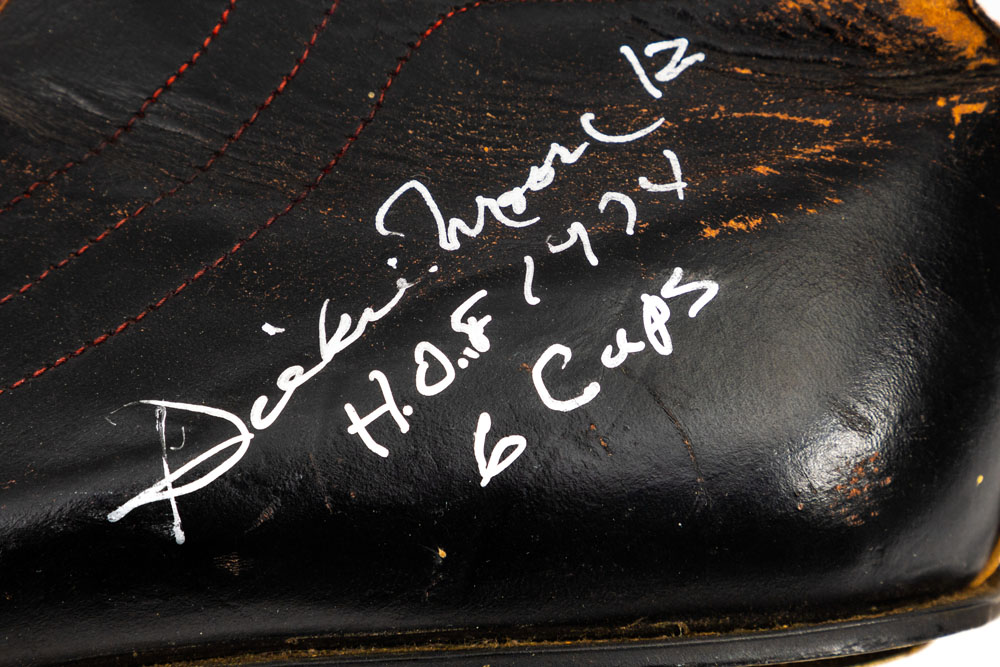 Dickie Moore 12
H.O.F 1974
6 Cups